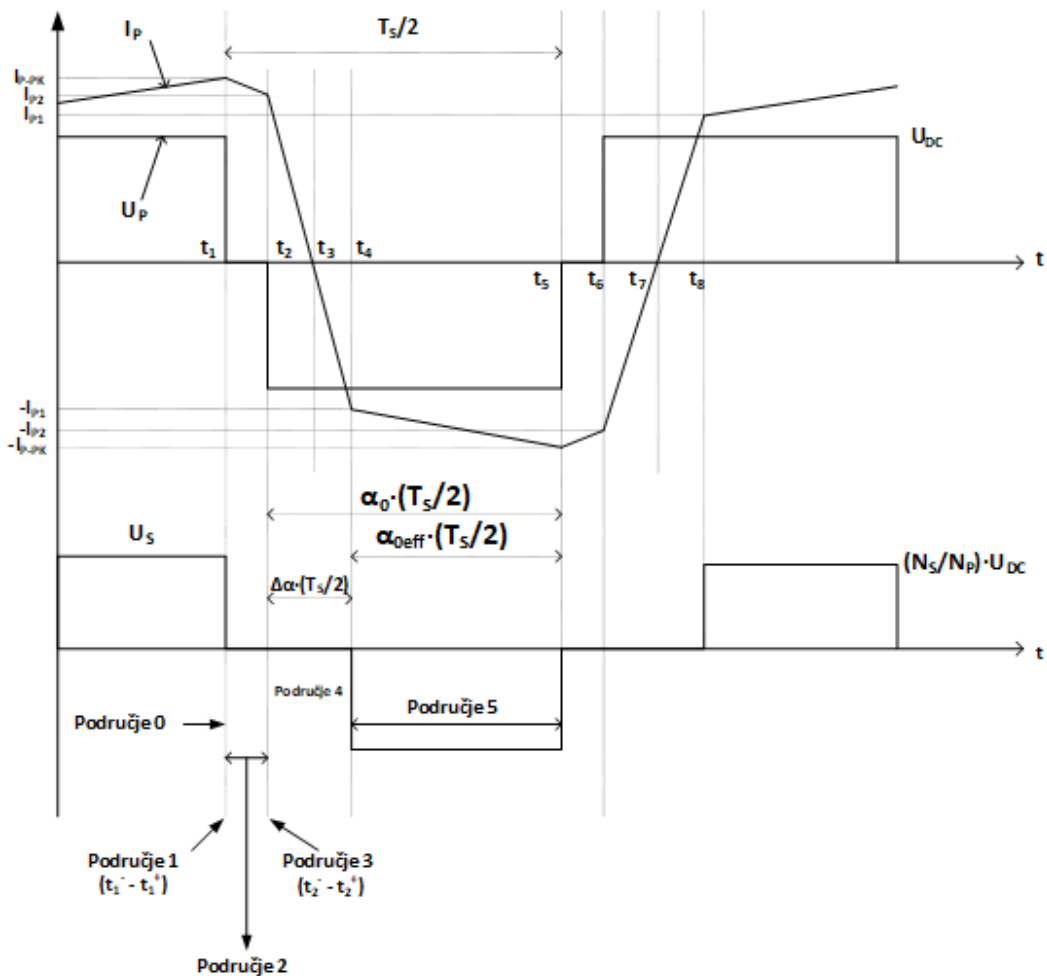 T_S/2
I_P
I_P-PK
I_P2
I_P1
U_DC
U_P
t_1
t_2
t_3
t_4
t
t_5
t_6
t_7
t_8
-I_P1
-I_P2
-I_P-PK
α_0·(T_S/2)
U_S
α_0eff·(T_S/2)
(N_S/N_P)·U_DC
Δα·(T_S/2)
t
Područje 4
Područje 5
Područje 0
Područje 1
(t_1^- - t_1^+)
Područje 3
(t_2^- - t_2^+)
Područje 2